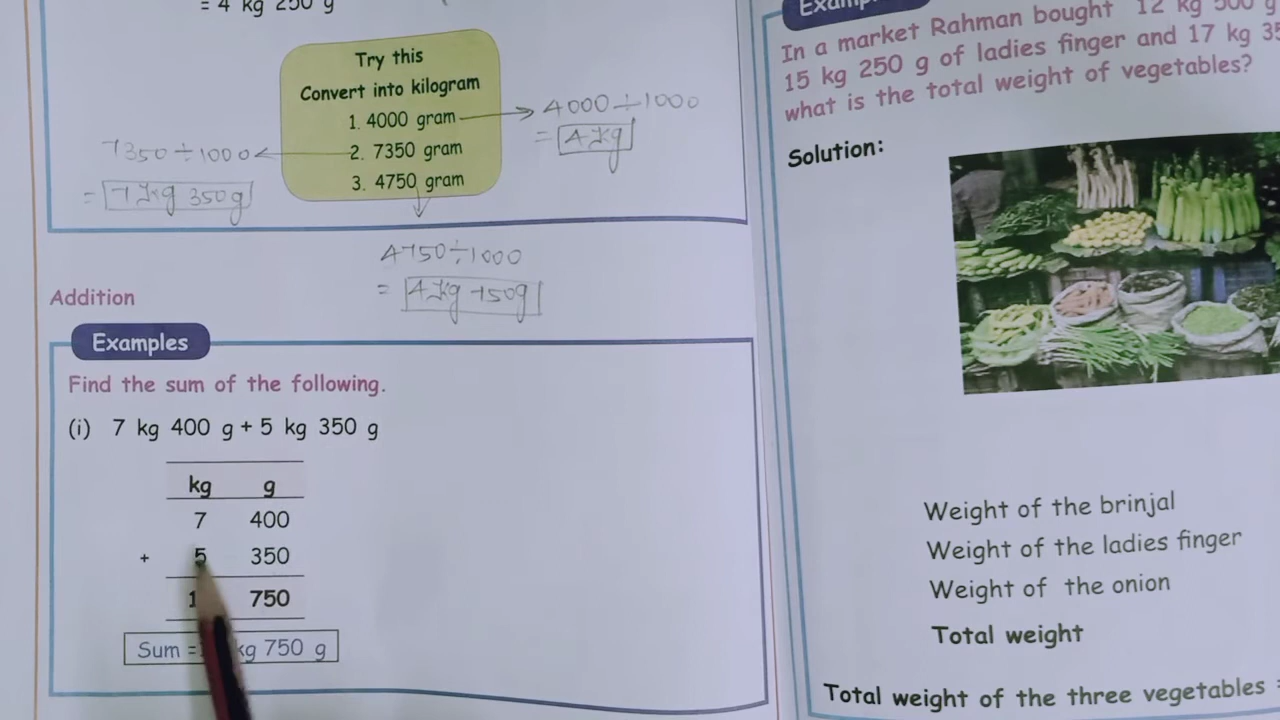 = 4 kg 250 g
Try this
Convert into kilogram
1. 4000 gram
2. 7350 gram
3. 4750 gram
4000÷1000
= 4 kg
7350÷1000
= 7 kg 350g
4750÷1000
= 4 kg 750g
Addition
Examples
Find the sum of the following.
(i) 7 kg 400 g + 5 kg 350 g
kg g
7 400
+ 5 350
1 750
Sum = kg 750 g
In a market Rahman bought 12 kg 500 g
15 kg 250 g of ladies finger and 17 kg
what is the total weight of vegetables?
Solution:
Weight of the brinjal
Weight of the ladies finger
Weight of the onion
Total weight
Total weight of the three vegetables =